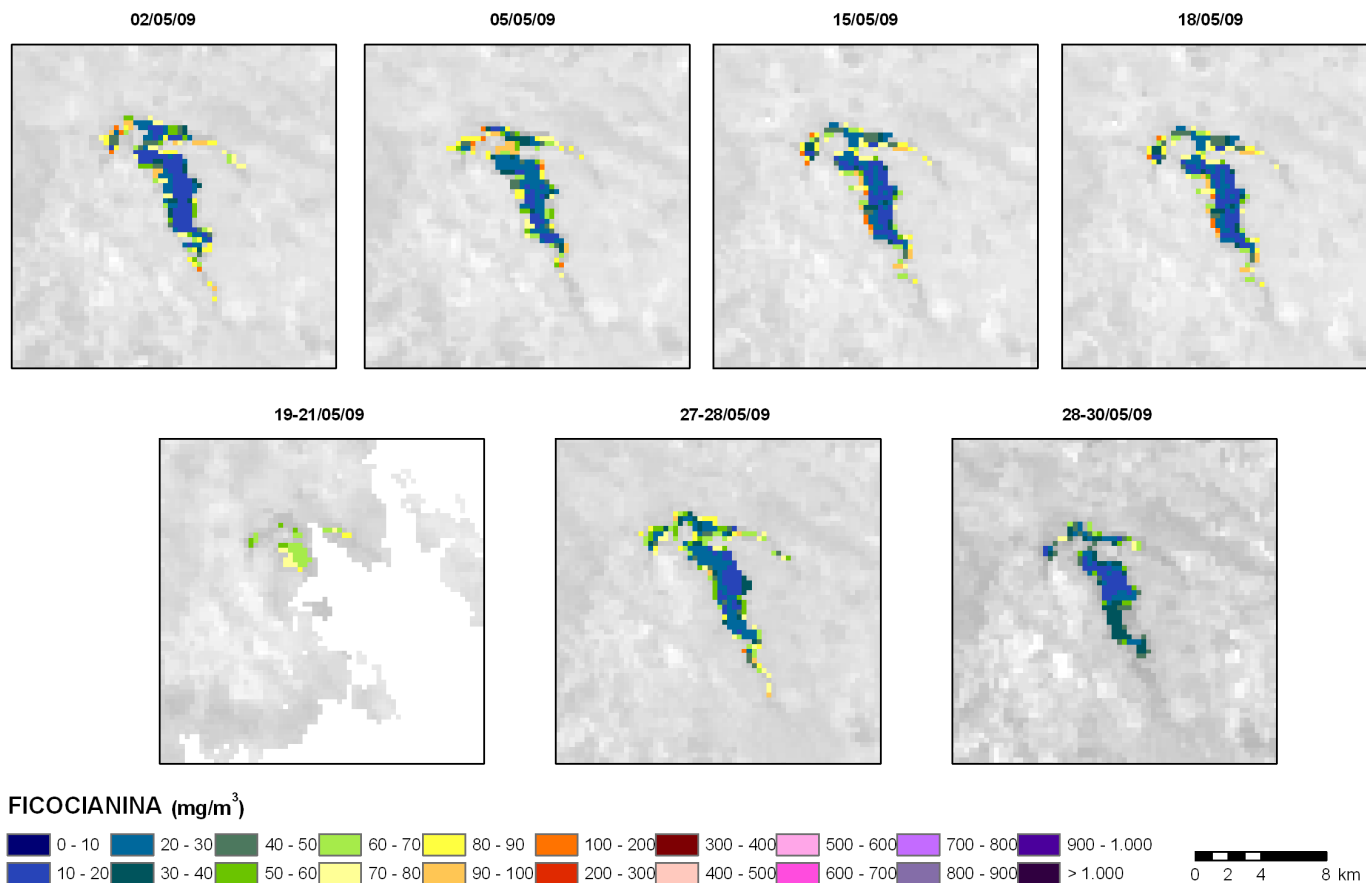 02/05/09 05/05/09 15/05/09 18/05/09
19-21/05/09 27-28/05/09 28-30/05/09
FICOCIANINA (mg/m³)
0 - 10 20 - 30 40 - 50 60 - 70 80 - 90 100 - 200 300 - 400 500 - 600 700 - 800 900 - 1.000
10 - 20 30 - 40 50 - 60 70 - 80 90 - 100 200 - 300 400 - 500 600 - 700 800 - 900 > 1.000
0 2 4 8 km